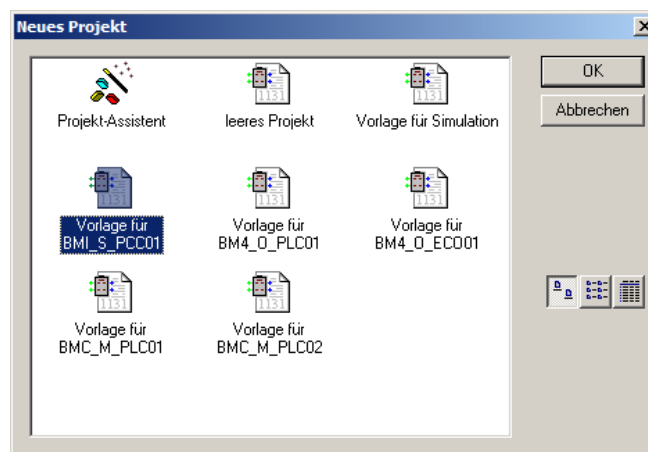 Neues Projekt
Projekt-Assistent
leeres Projekt
Vorlage für Simulation
Vorlage für
BMI_S_PCC01
Vorlage für
BM4_O_PLC01
Vorlage für
BM4_O_ECO01
Vorlage für
BMC_M_PLC01
Vorlage für
BMC_M_PLC02
OK
Abbrechen